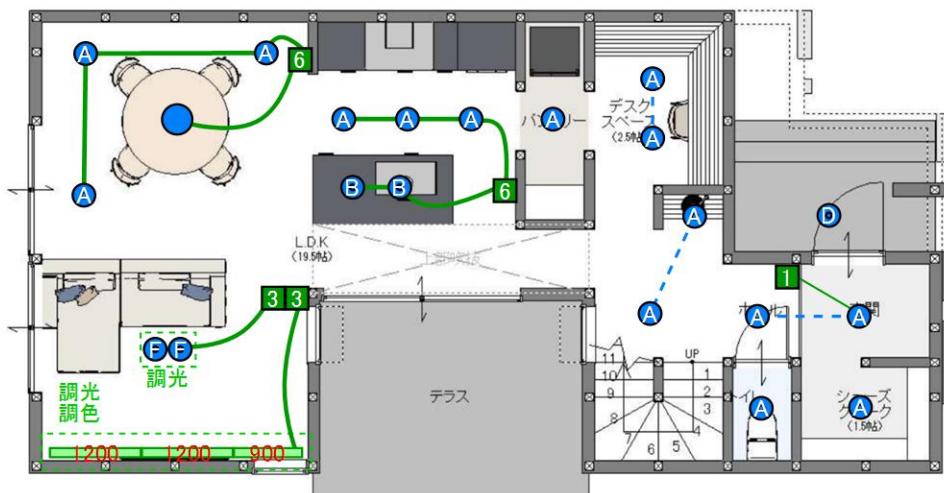 A
A
6
A
A
A
A
A
パントリー
A
デスク
スペース
(2.5帖)
A
A
B
B
6
A
D
L.D.K
(19.5帖)
3
3
1
A
ホール
A
玄関
A
F
F
調光
調光
調色
テラス
UP
11
10
9
8
7
6
5
4
3
2
1
トイレ
A
シューズ
クローク
A
(1.5帖)
1200
1200
900